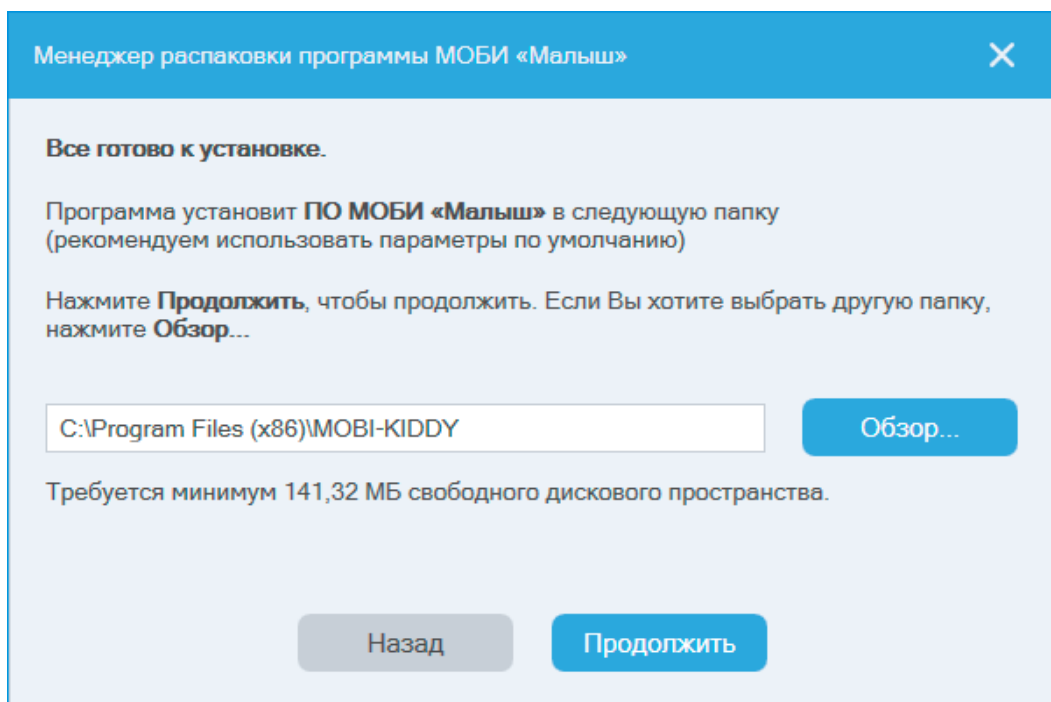 Менеджер распаковки программы МОБИ «Малыш»
Все готово к установке.
Программа установит ПО МОБИ «Малыш» в следующую папку
(рекомендуем использовать параметры по умолчанию)
Нажмите Продолжить, чтобы продолжить. Если Вы хотите выбрать другую папку,
нажмите Обзор...
C:\Program Files (x86)\MOBI-KIDDY
Обзор...
Требуется минимум 141,32 МБ свободного дискового пространства.
Назад
Продолжить